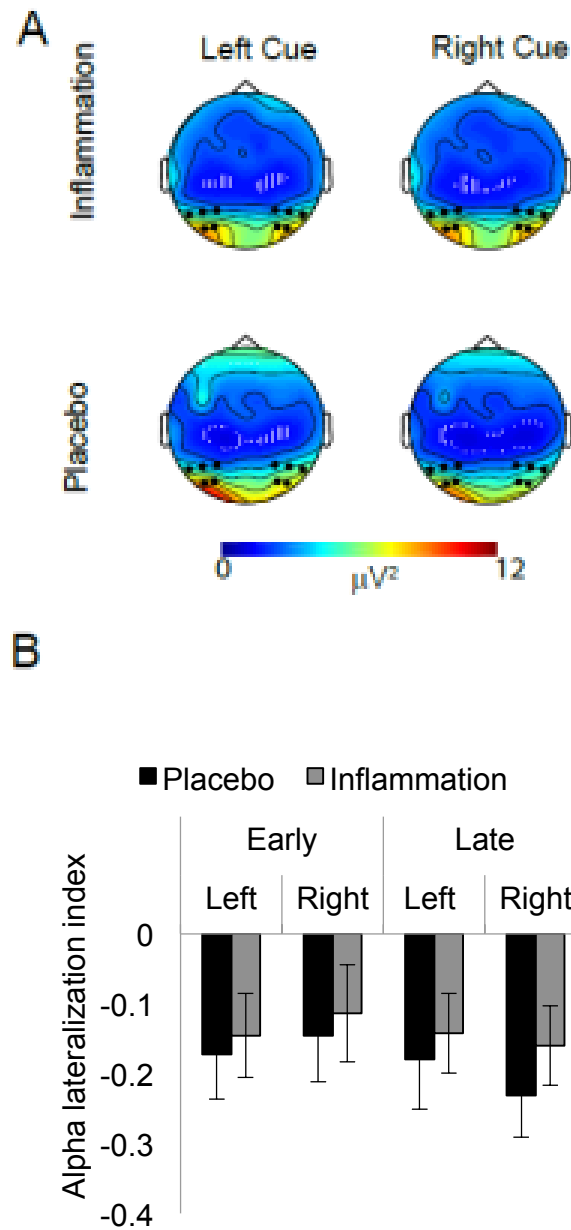 A
Left Cue Right Cue
Inflammation
Placebo
0 12
μV²
B
Placebo Inflammation
Early Late
Left Right Left Right
Alpha lateralization index
0
-0.1
-0.2
-0.3
-0.4